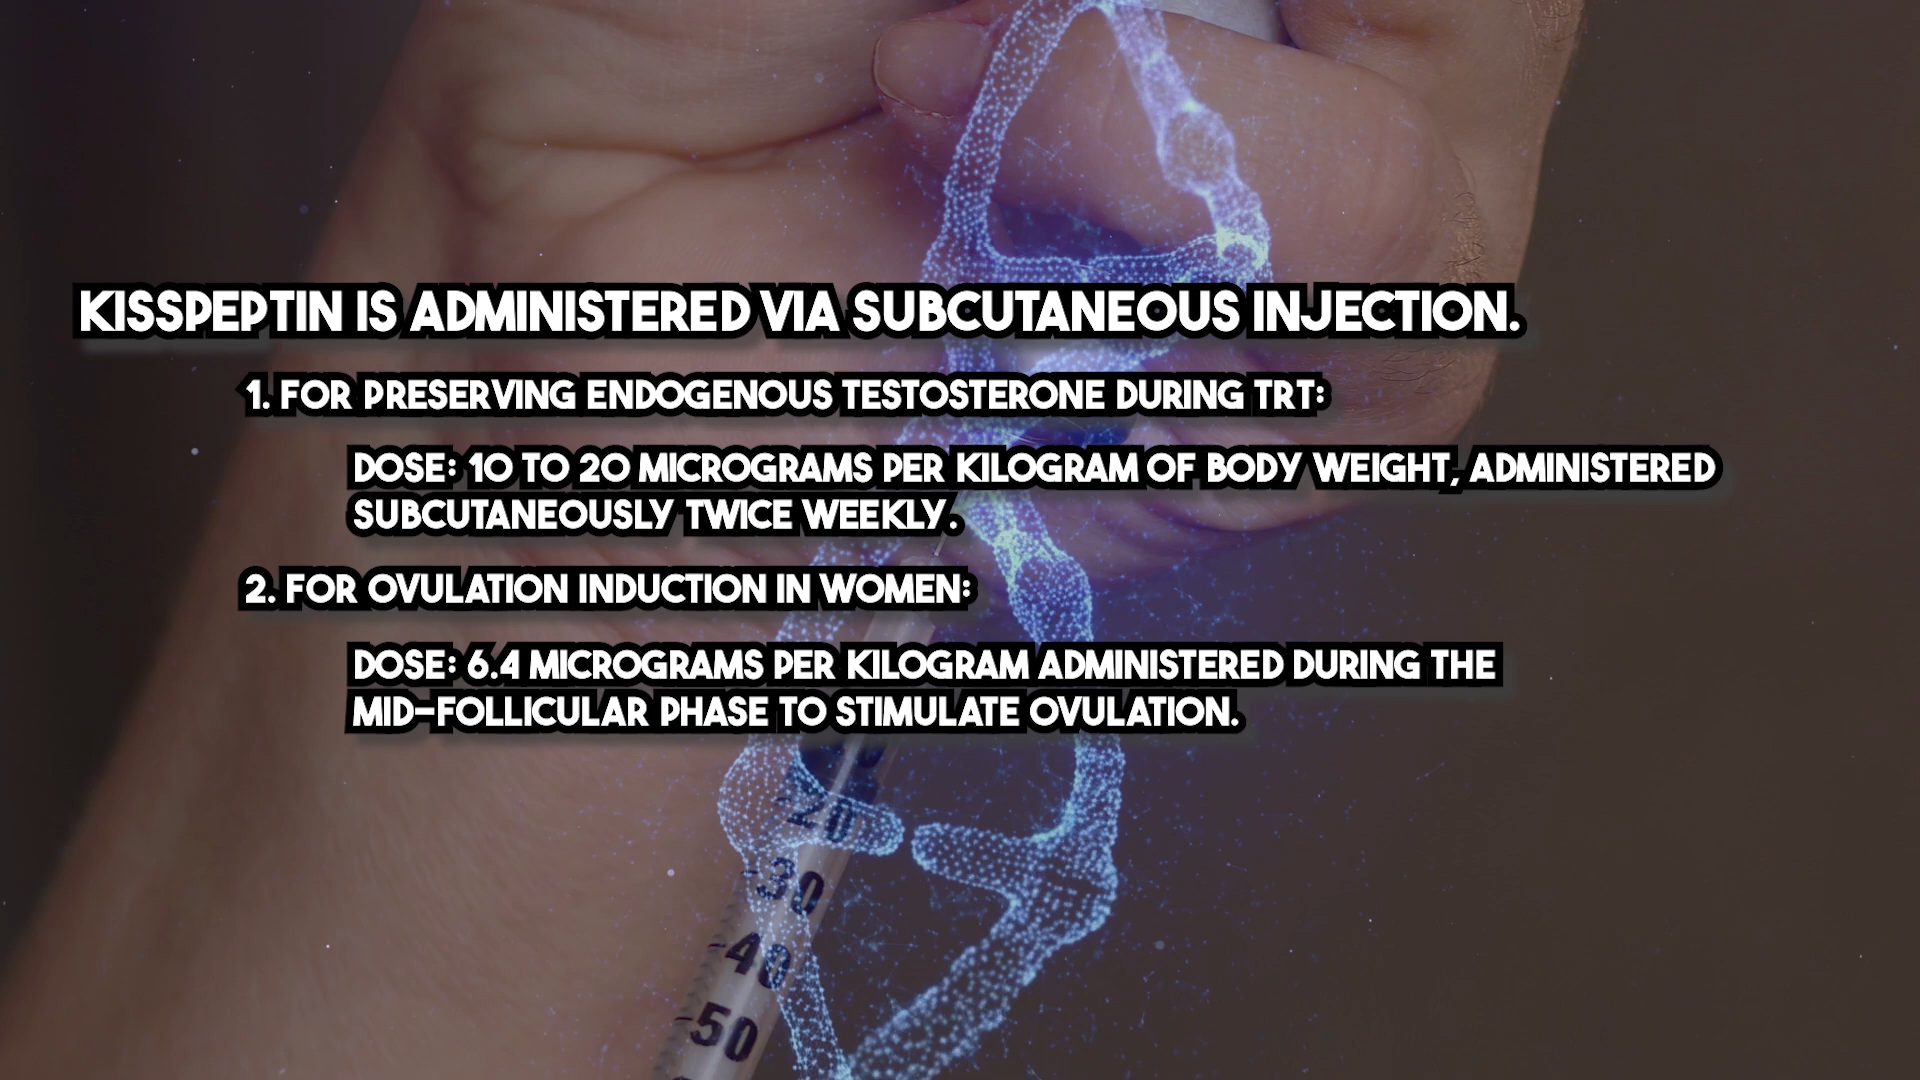 KISSPEPTIN IS ADMINISTERED VIA SUBCUTANEOUS INJECTION.
1. FOR PRESERVING ENDOGENOUS TESTOSTERONE DURING TRT:
DOSE: 10 TO 20 MICROGRAMS PER KILOGRAM OF BODY WEIGHT, ADMINISTERED
SUBCUTANEOUSLY TWICE WEEKLY.
2. FOR OVULATION INDUCTION IN WOMEN:
DOSE: 6.4 MICROGRAMS PER KILOGRAM ADMINISTERED DURING THE
MID-FOLLICULAR PHASE TO STIMULATE OVULATION.
20
30
40
50